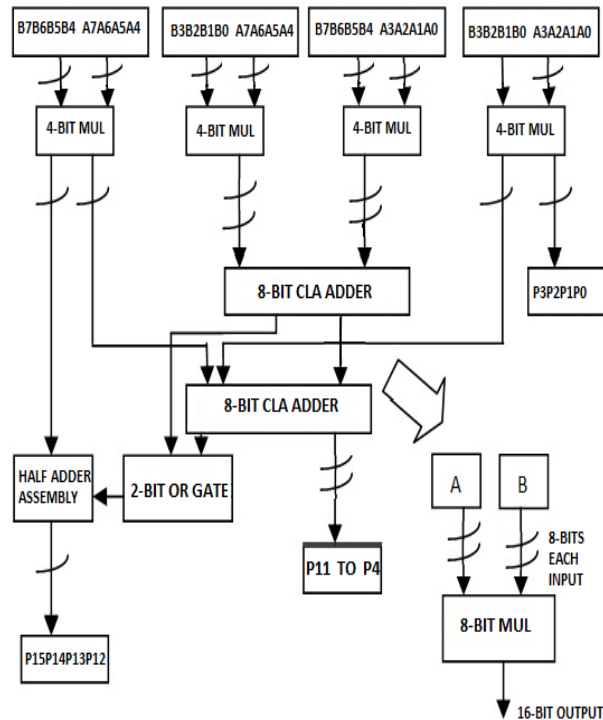 B7B6B5B4 A7A6A5A4
B3B2B1B0 A7A6A5A4
B7B6B5B4 A3A2A1A0
B3B2B1B0 A3A2A1A0
4-BIT MUL
4-BIT MUL
4-BIT MUL
4-BIT MUL
8-BIT CLA ADDER
P3P2P1P0
8-BIT CLA ADDER
HALF ADDER
ASSEMBLY
2-BIT OR GATE
A
B
8-BITS
EACH
INPUT
P11 TO P4
8-BIT MUL
P15P14P13P12
16-BIT OUTPUT